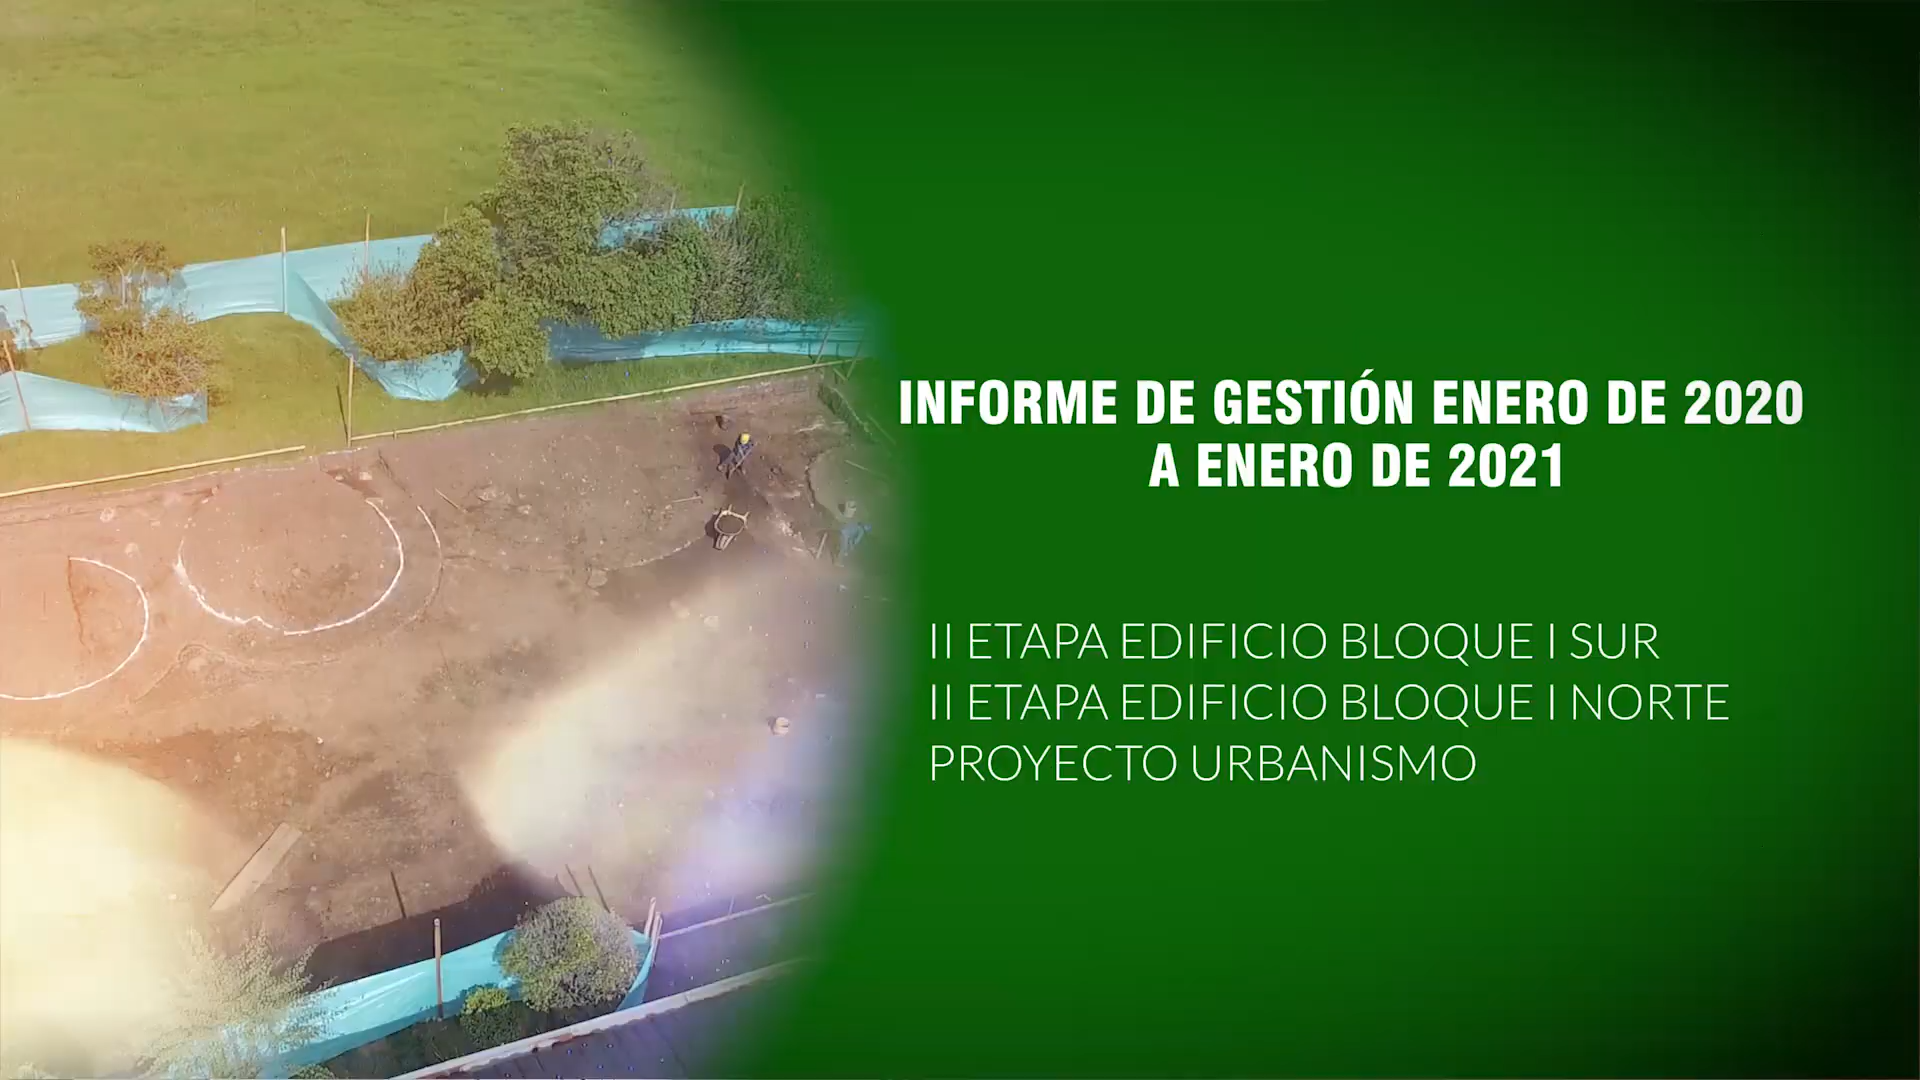 INFORME DE GESTIÓN ENERO DE 2020
A ENERO DE 2021
II ETAPA EDIFICIO BLOQUE I SUR
II ETAPA EDIFICIO BLOQUE I NORTE
PROYECTO URBANISMO